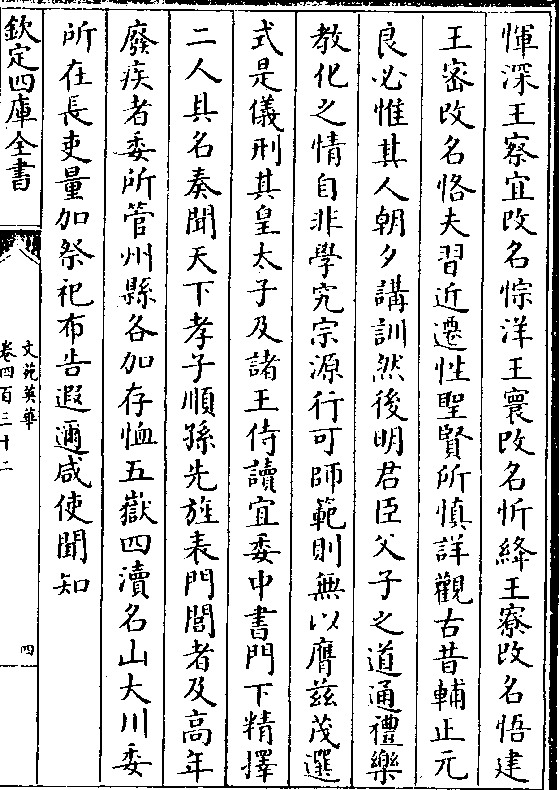 惲深王察宜改名悰洋王寰改名忻絳王寮改名悟建
王宻改名恪夫習近遷性聖賢所慎詳觀古昔輔正元
良必惟其人朝夕講訓然後明君臣父子之道通禮樂
教化之情自非學究宗源行可師範則無以膺兹茂選
式是儀刑其皇太子及諸王侍讀宜委中書門下精擇
二人具名奏聞天下孝子順孫先旌表門閭者及高年
廢疾者委所管州縣各加存恤五嶽四瀆名山大川委
所在長吏量加祭祀布告遐邇咸使聞知
欽定四庫全書
文苑英華
卷四百三十二
四